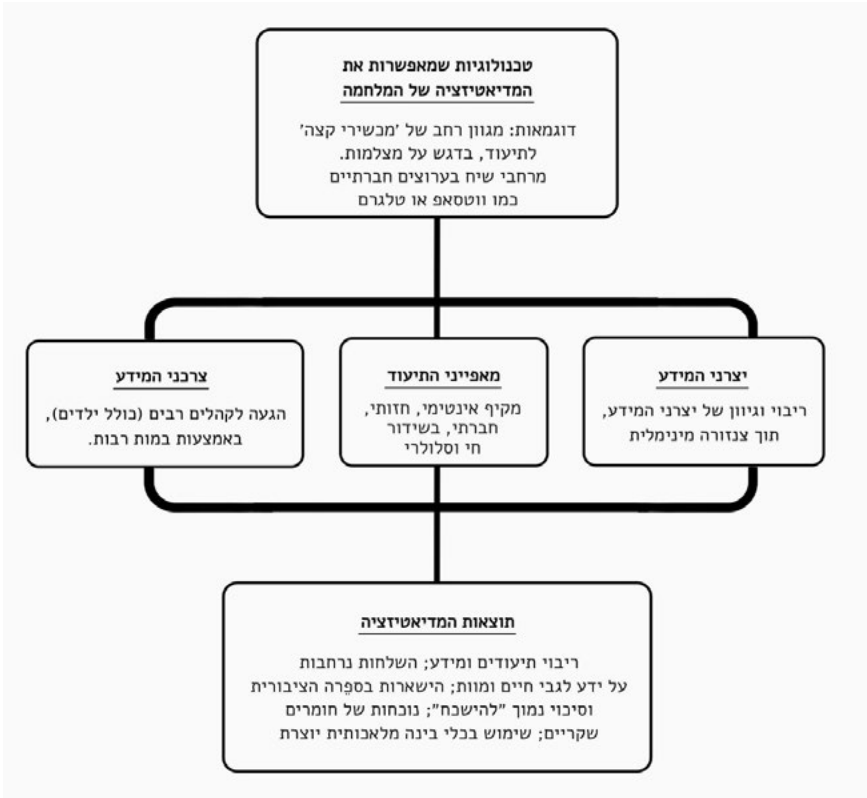 טכנולוגיות שמאפשרות את
המדיאטיזציה של המלחמה
דוגמאות: מגוון רחב של 'מכשירי קצה'
לתיעוד, בדגש על מצלמות.
מרחבי שיח בערוצים חברתיים
כמו ווטסאפ או טלגרם
יצרני המידע
ריבוי וגיוון של יצרני המידע,
תוך צנזורה מינימלית
מאפייני התיעוד
מקיף אינטימי, חזותי,
חברתי, בשידור
חי וסלולרי
צרכני המידע
הגעה לקהלים רבים (כולל ילדים),
באמצעות במות רבות.
תוצאות המדיאטיזציה
ריבוי תיעודים ומידע; השלחות נרחבות
על ידע לגבי חיים ומוות; הישארות בספֵרה הציבורית
וסיכוי נמוך "להישכח"; נוכחות של חומרים
שקריים; שימוש בכלי בינה מלאכותית יוצרת